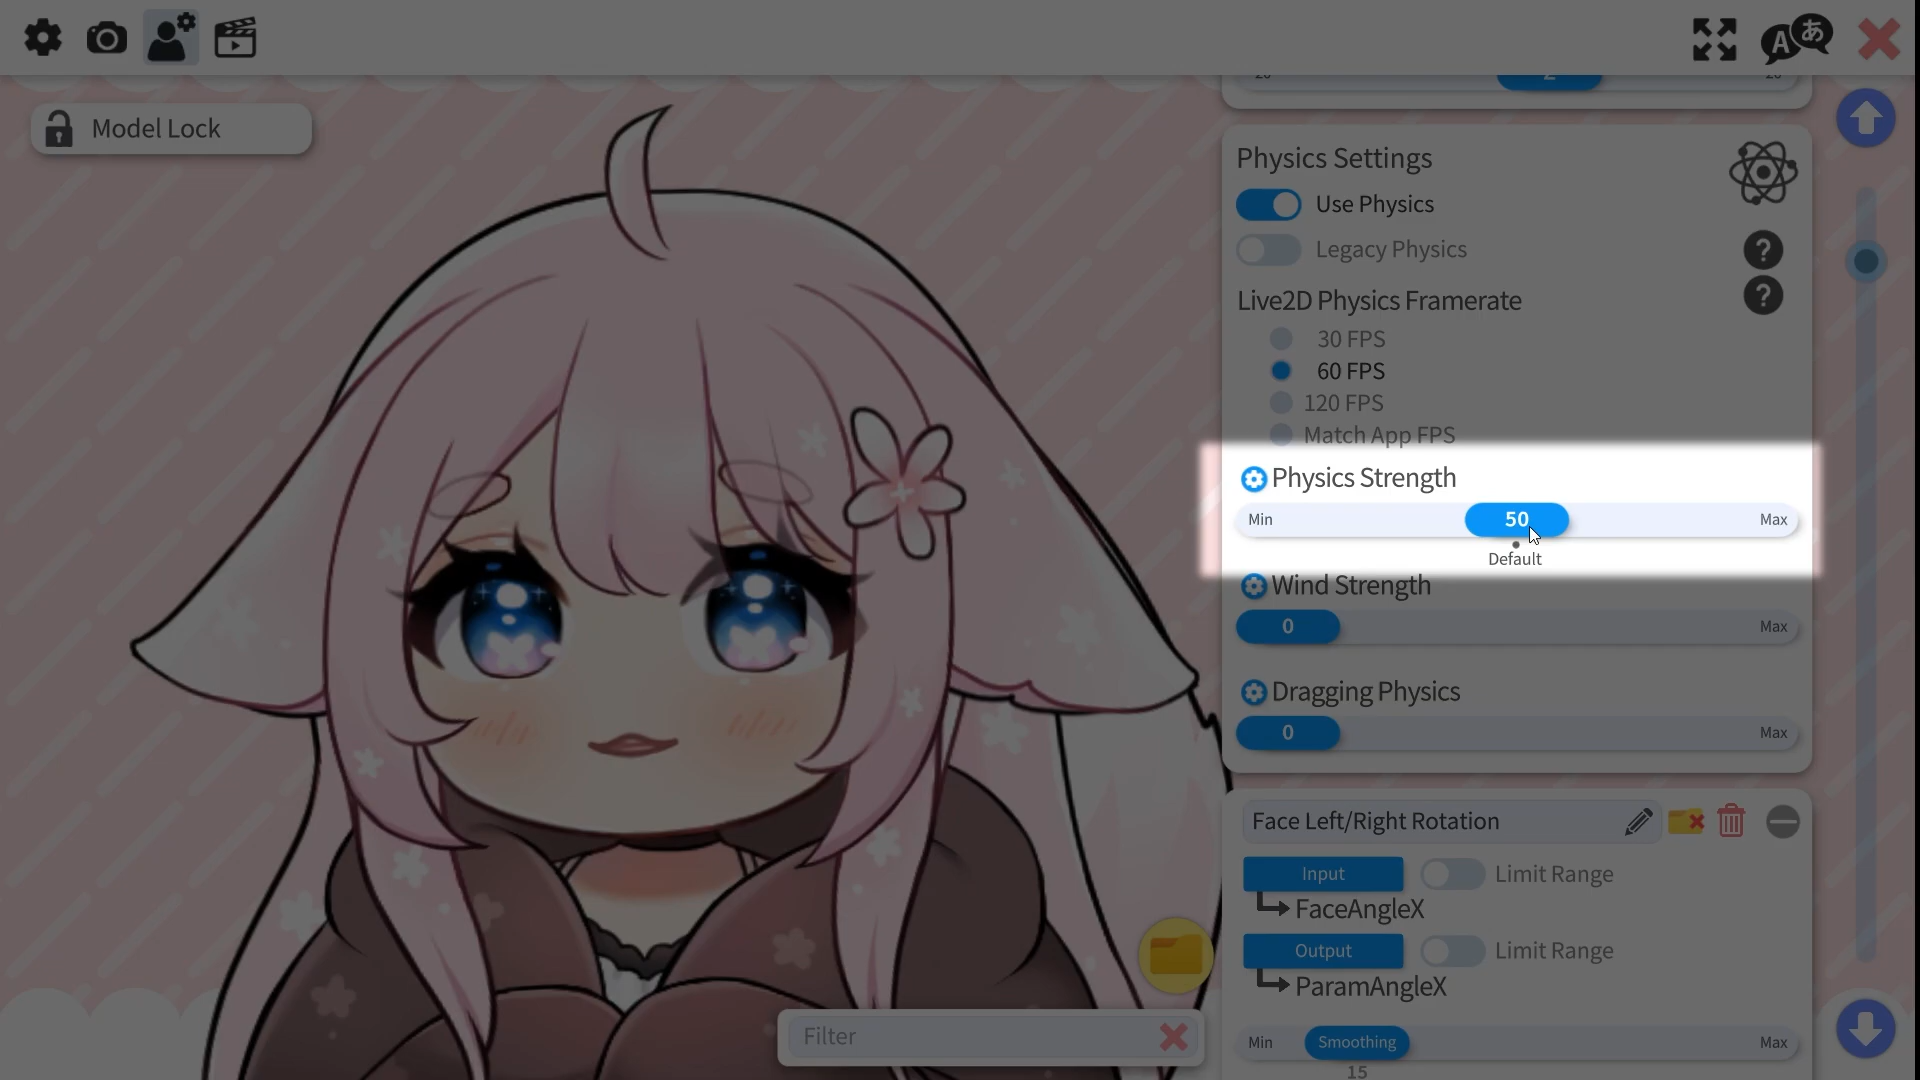 A あ
Model Lock
Physics Settings
Use Physics
Legacy Physics
?
Live2D Physics Framerate
?
30 FPS
60 FPS
120 FPS
Match App FPS
Physics Strength
Min 50 Max
Default
Wind Strength
0 Max
Dragging Physics
0 Max
Face Left/Right Rotation
Input Limit Range
FaceAngleX
Output Limit Range
ParamAngleX
Filter
Min Smoothing Max
15